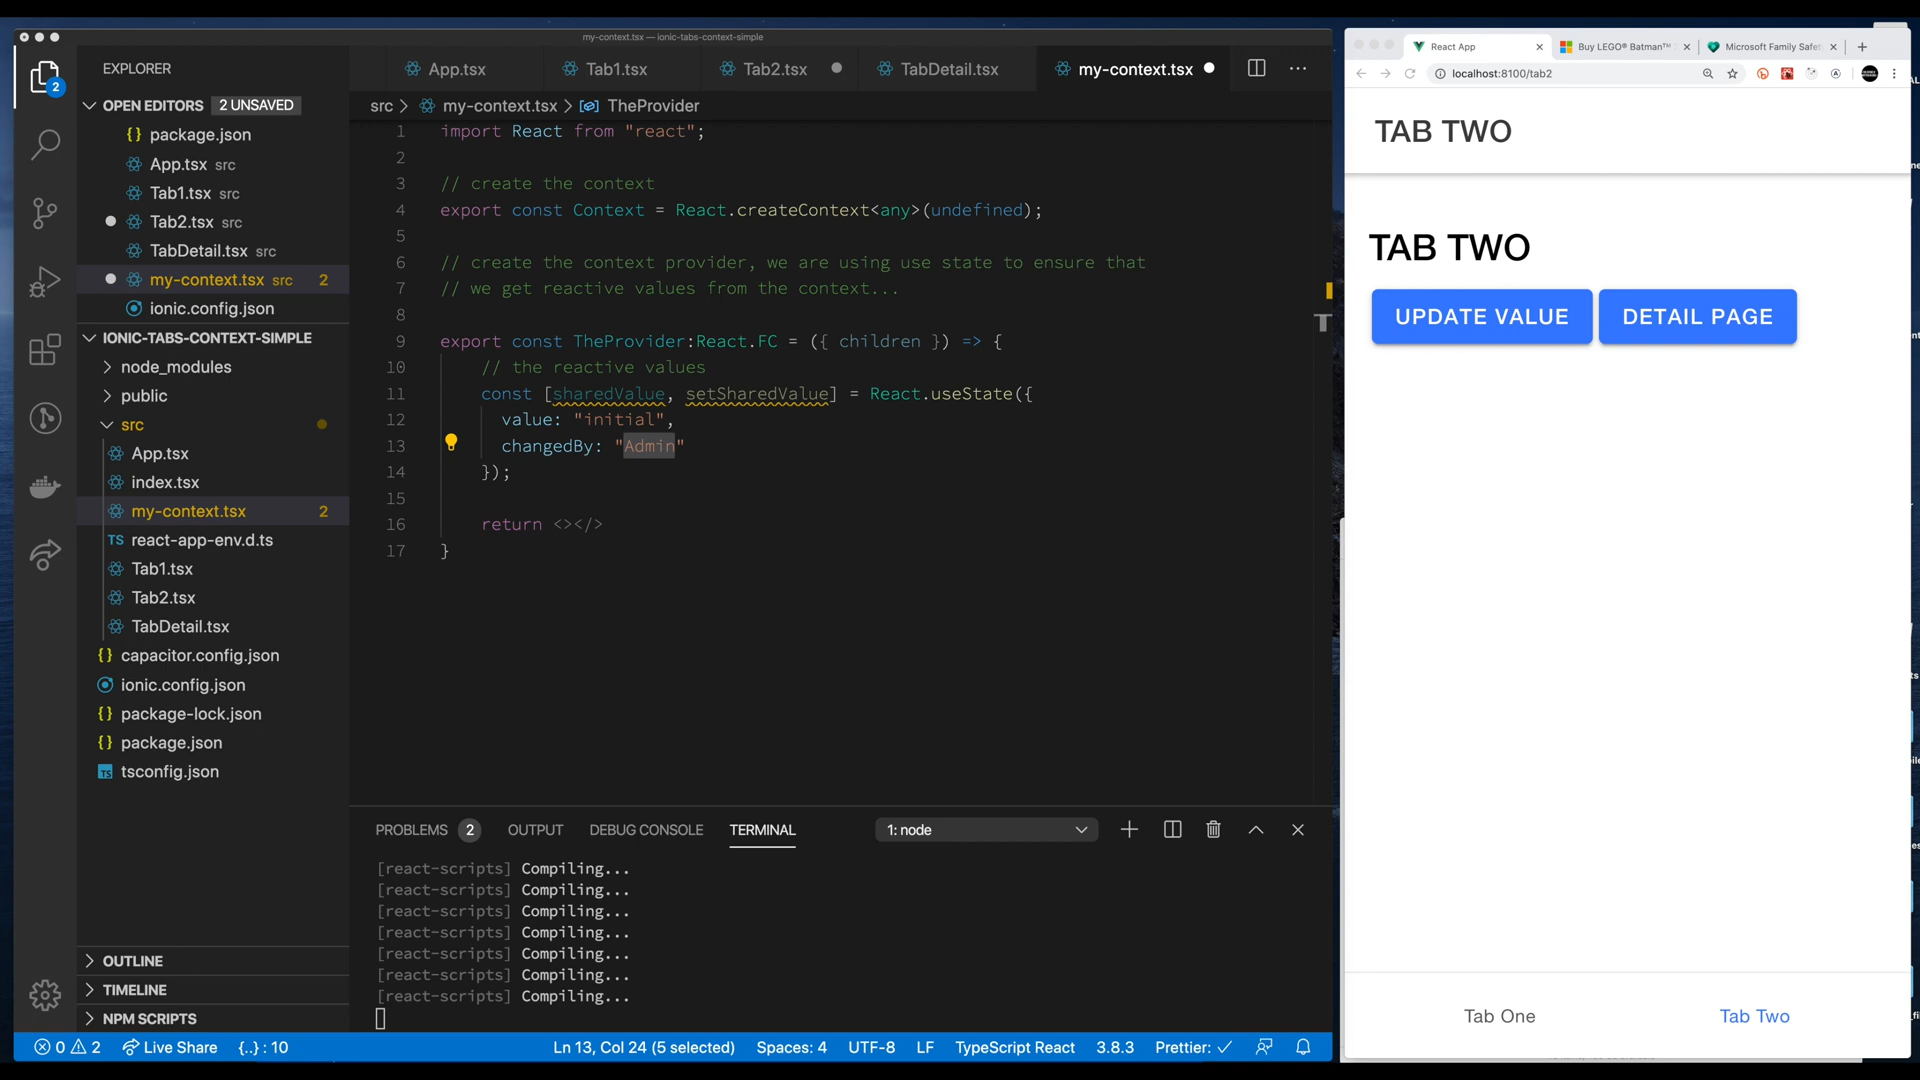 my-context.tsx — ionic-tabs-context-simple
EXPLORER
OPEN EDITORS 2 UNSAVED
{} package.json
App.tsx src
Tab1.tsx src
Tab2.tsx src
TabDetail.tsx src
my-context.tsx src 2
ionic.config.json
IONIC-TABS-CONTEXT-SIMPLE
node_modules
public
src
App.tsx
index.tsx
my-context.tsx 2
TS react-app-env.d.ts
Tab1.tsx
Tab2.tsx
TabDetail.tsx
{} capacitor.config.json
ionic.config.json
{} package-lock.json
{} package.json
TS tsconfig.json
OUTLINE
TIMELINE
NPM SCRIPTS
2
App.tsx Tab1.tsx Tab2.tsx TabDetail.tsx my-context.tsx
src > my-context.tsx > TheProvider
1 import React from "react";
2
3 // create the context
4 export const Context = React.createContext<any>(undefined);
5
6 // create the context provider, we are using use state to ensure that
7 // we get reactive values from the context...
8
9 export const TheProvider:React.FC = ({ children }) => {
10 // the reactive values
11 const [sharedValue, setSharedValue] = React.useState({
12 value: "initial",
13 changedBy: "Admin"
14 });
15
16 return <></>
17 }
PROBLEMS 2 OUTPUT DEBUG CONSOLE TERMINAL 1: node
[react-scripts] Compiling...
[react-scripts] Compiling...
[react-scripts] Compiling...
[react-scripts] Compiling...
[react-scripts] Compiling...
[react-scripts] Compiling...
[react-scripts] Compiling...
0 2 Live Share {..} : 10 Ln 13, Col 24 (5 selected) Spaces: 4 UTF-8 LF TypeScript React 3.8.3 Prettier: ✓
React App Buy LEGO® Batman™ Microsoft Family Safet
localhost:8100/tab2
TAB TWO
TAB TWO
UPDATE VALUE DETAIL PAGE
Tab One Tab Two